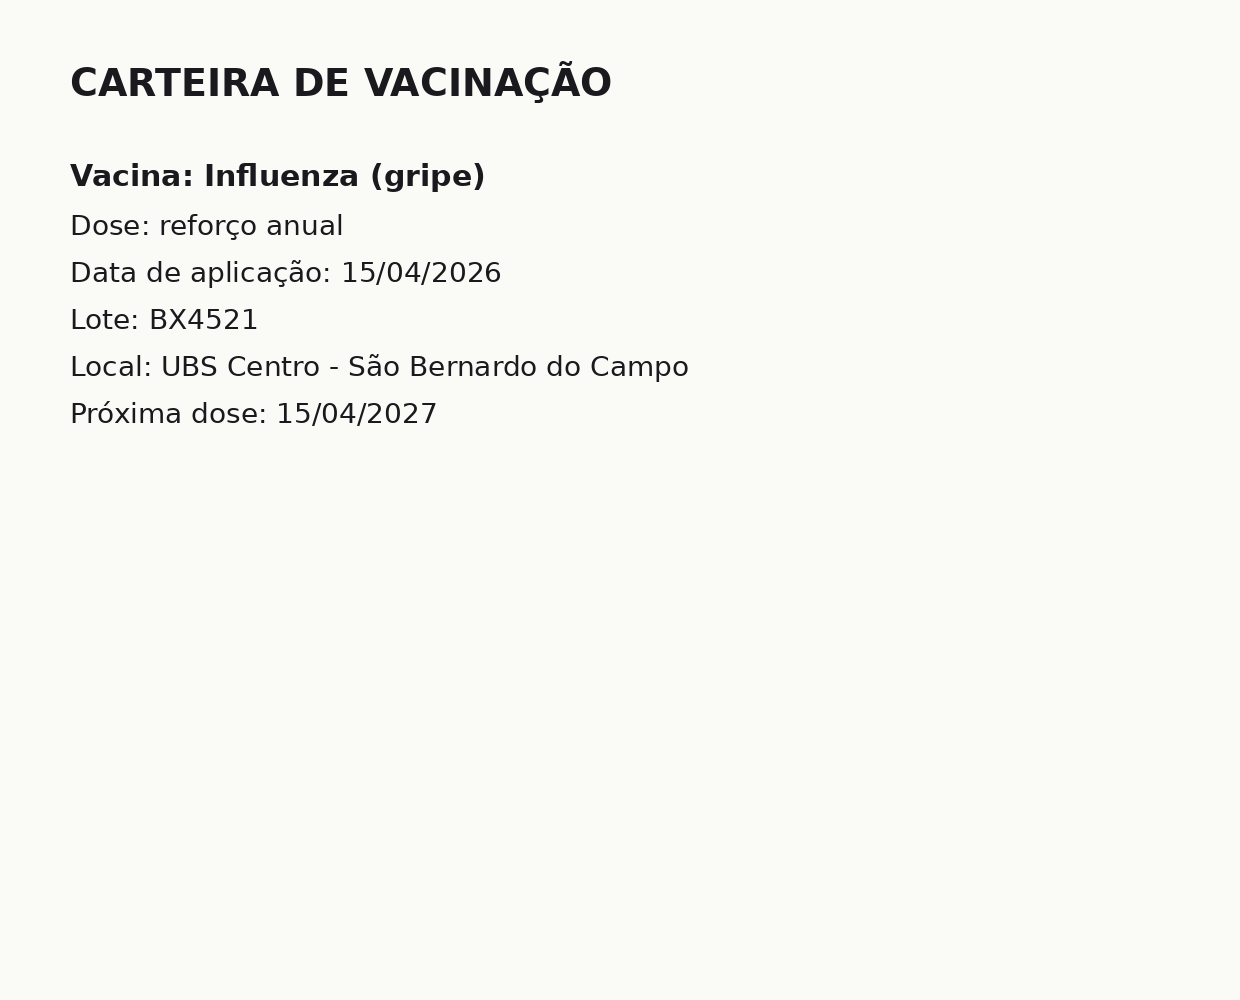 CARTEIRA DE VACINAÇÃO
Vacina: Influenza (gripe)
Dose: reforço anual
Data de aplicação: 15/04/2026
Lote: BX4521
Local: UBS Centro - São Bernardo do Campo
Próxima dose: 15/04/2027